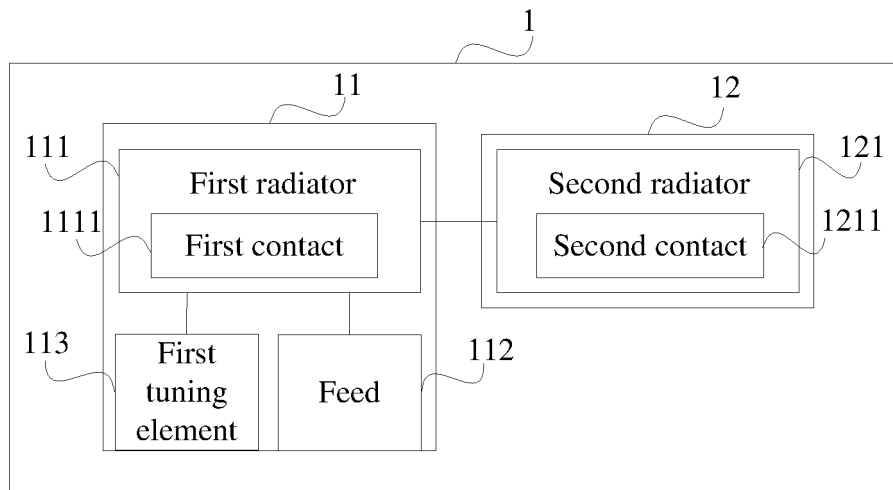 1
11
12
111
First radiator
Second radiator
121
1111
First contact
Second contact
1211
113
First
tuning
element
Feed
112